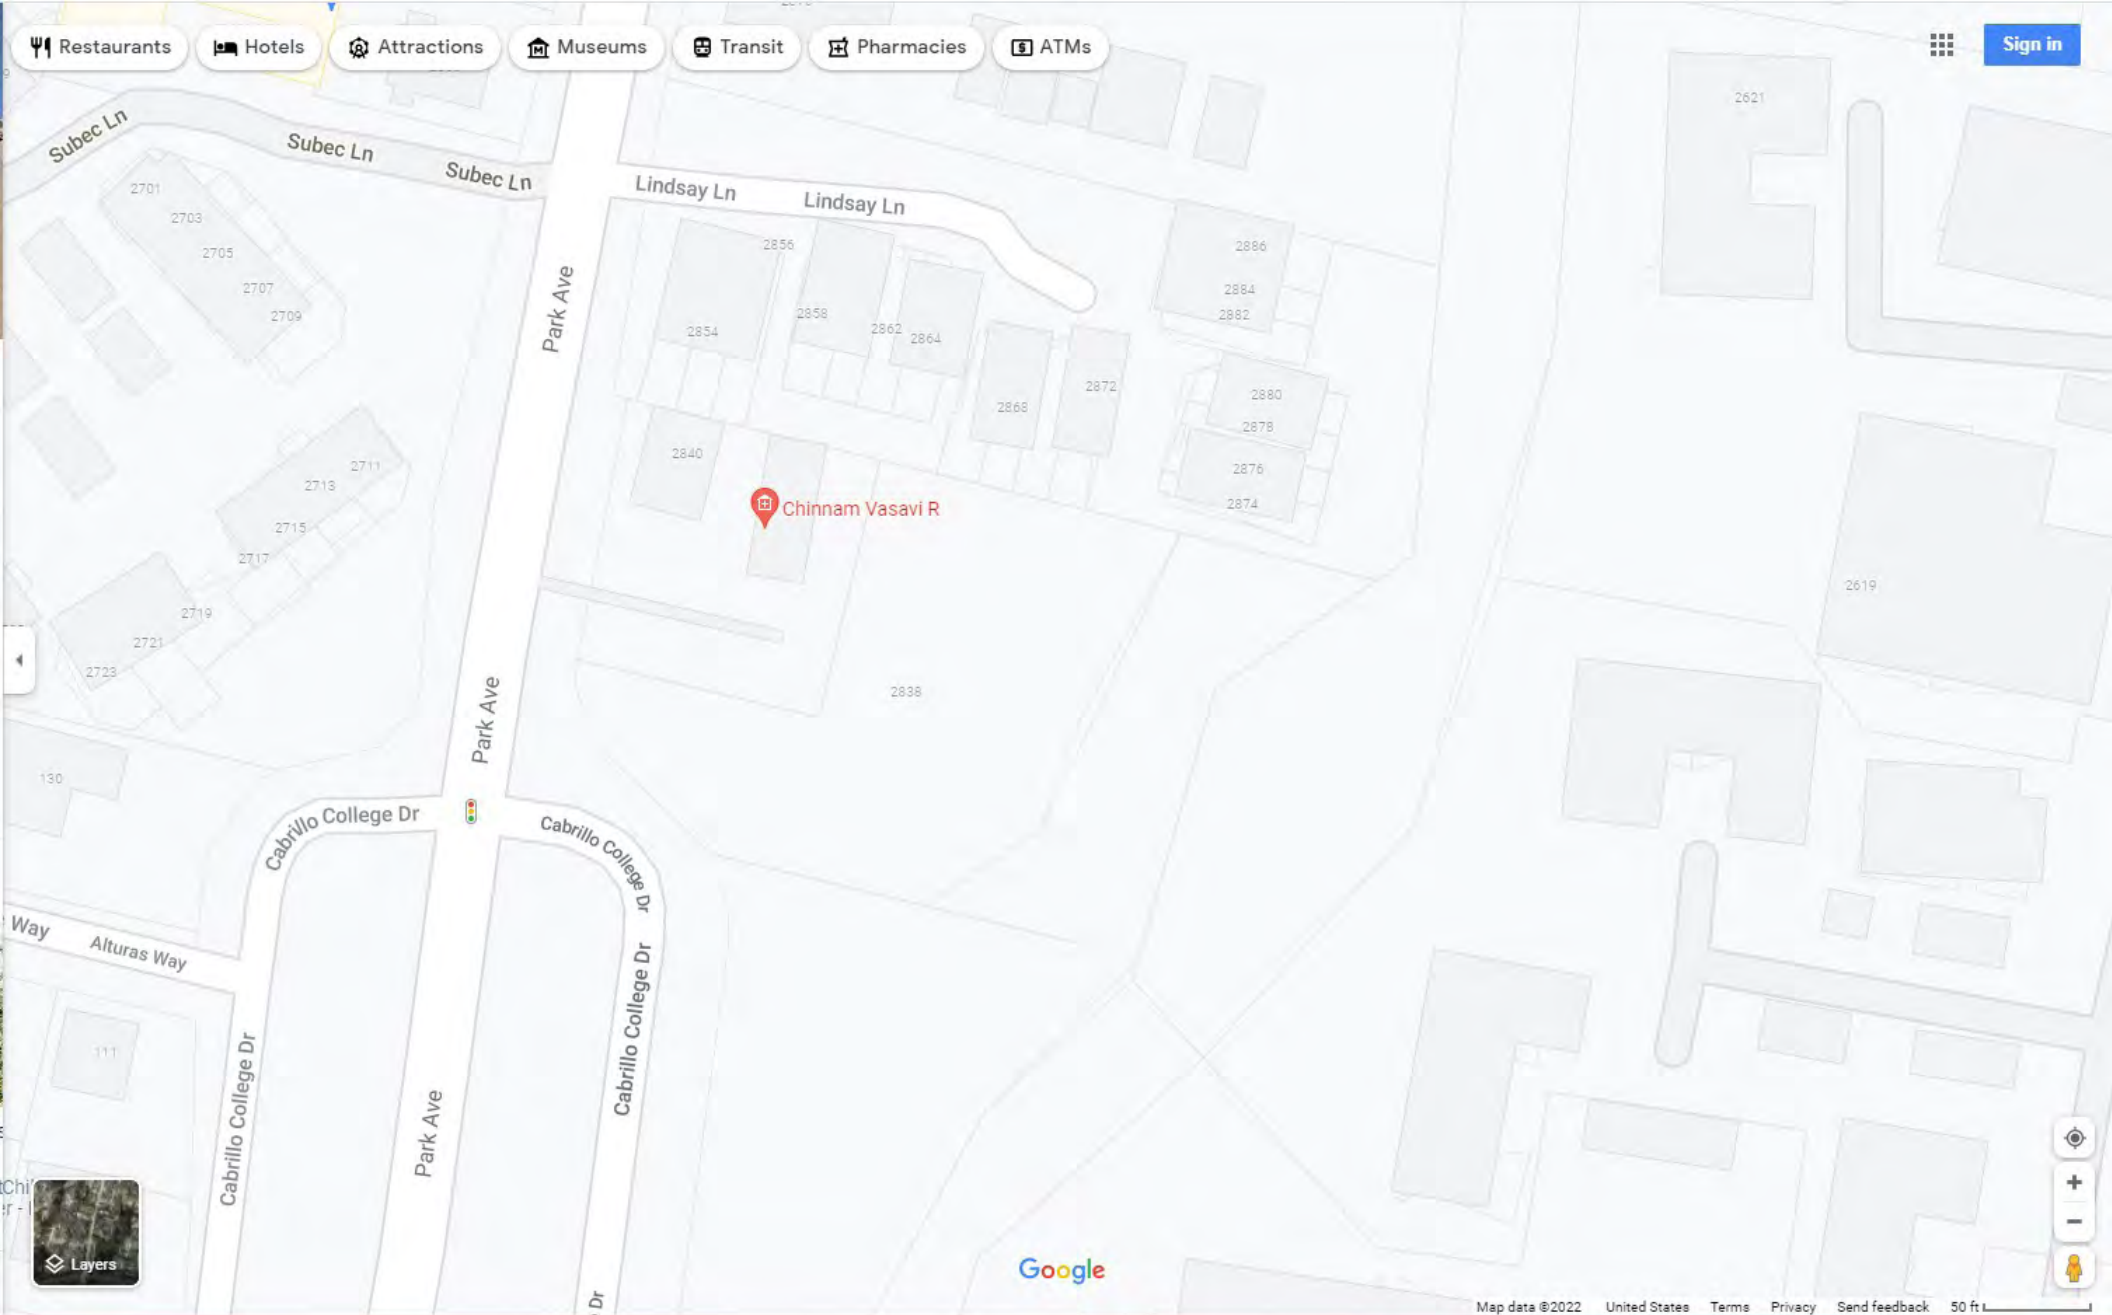 Restaurants
Hotels
Attractions
Museums
Transit
Pharmacies
ATMs
Sign in
2621
Subec Ln
Subec Ln
Subec Ln
Lindsay Ln
Lindsay Ln
2701
2703
2705
2707
2709
Park Ave
2856
2854
2858
2862
2864
2886
2884
2882
2868
2872
2880
2878
2876
2874
2840
Chinnam Vasavi R
2711
2713
2715
2717
2719
2721
2723
2619
2838
Park Ave
130
Cabrillo College Dr
Cabrillo College Dr
Way
Alturas Way
111
Cabrillo College Dr
Park Ave
Cabrillo College Dr
Dr
Layers
Google
Map data ©2022 United States Terms Privacy Send feedback 50 ft